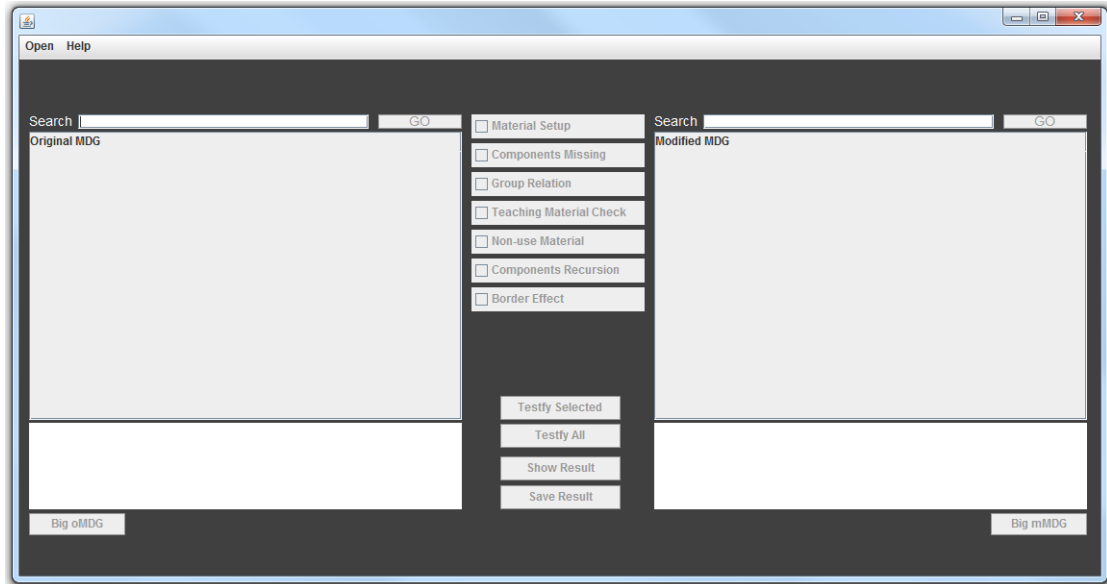 Open Help
Search GO
Original MDG
Material Setup
Components Missing
Group Relation
Teaching Material Check
Non-use Material
Components Recursion
Border Effect
Testfy Selected
Testfy All
Show Result
Save Result
Search GO
Modified MDG
Big oMDG
Big mMDG